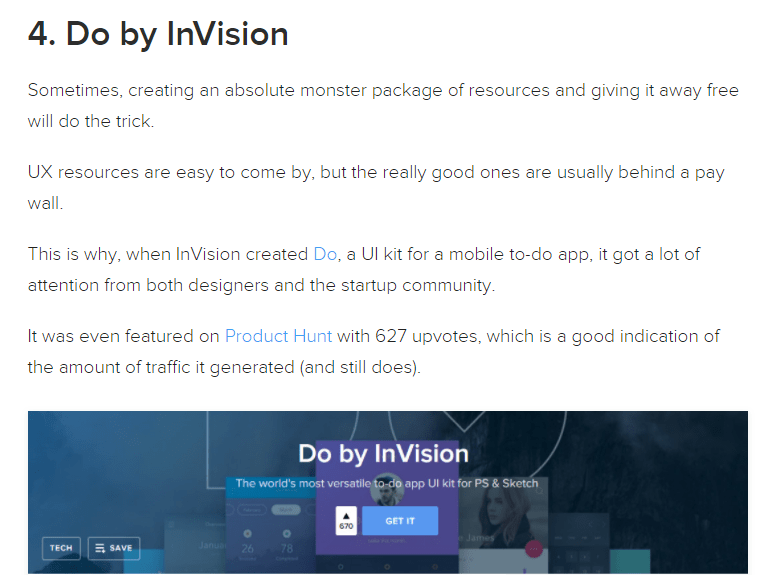 4. Do by InVision
Sometimes, creating an absolute monster package of resources and giving it away free
will do the trick.
UX resources are easy to come by, but the really good ones are usually behind a pay
wall.
This is why, when InVision created Do, a UI kit for a mobile to-do app, it got a lot of
attention from both designers and the startup community.
It was even featured on Product Hunt with 627 upvotes, which is a good indication of
the amount of traffic it generated (and still does).
Do by InVision
The world's most versatile to-do app UI kit for PS & Sketch
670
GET IT
TECH
SAVE
26
78
James